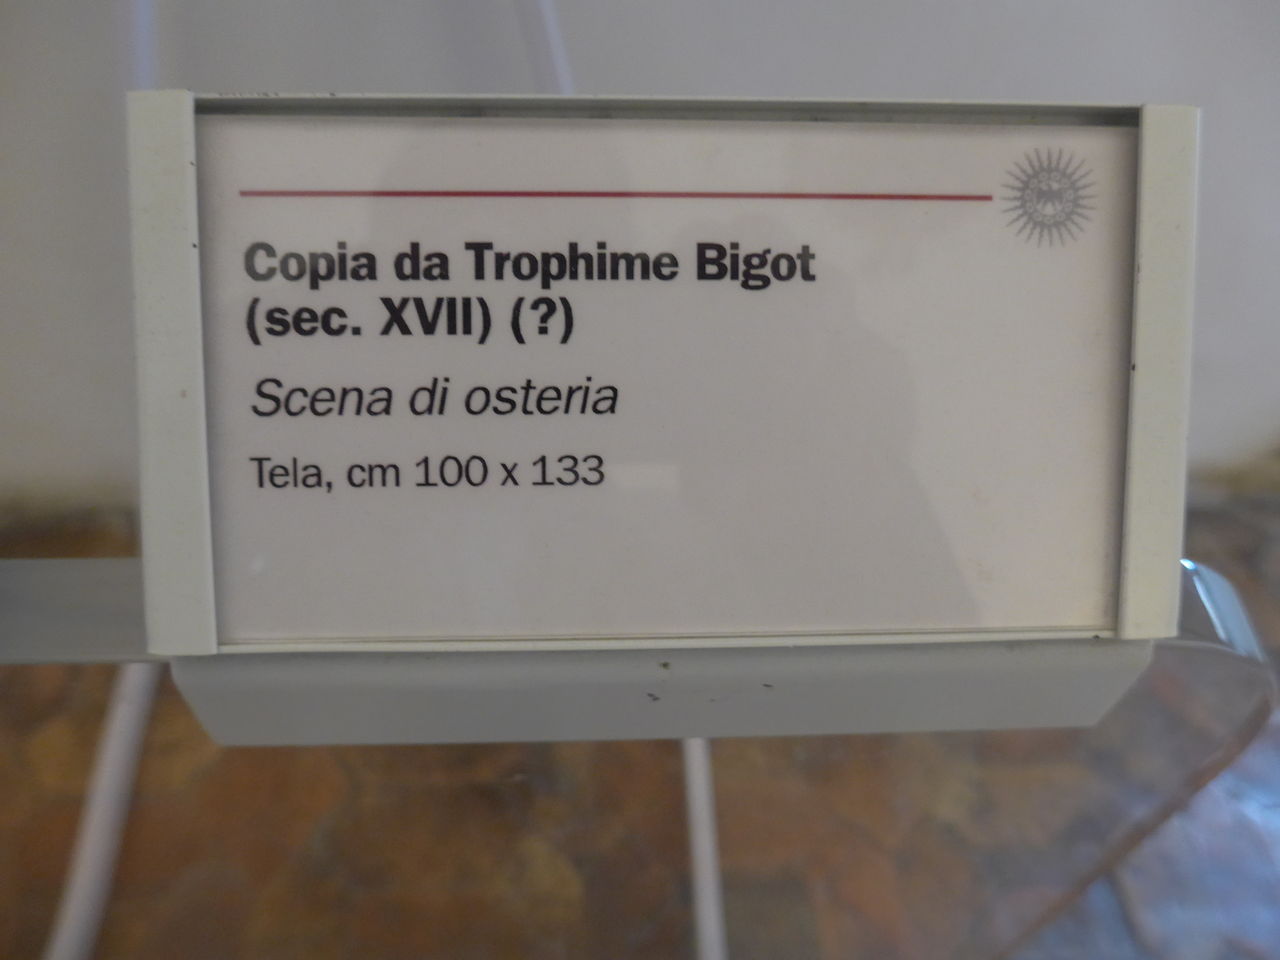 Copia da Trophime Bigot
(sec. XVII) (?)
Scena di osteria
Tela, cm 100 x 133